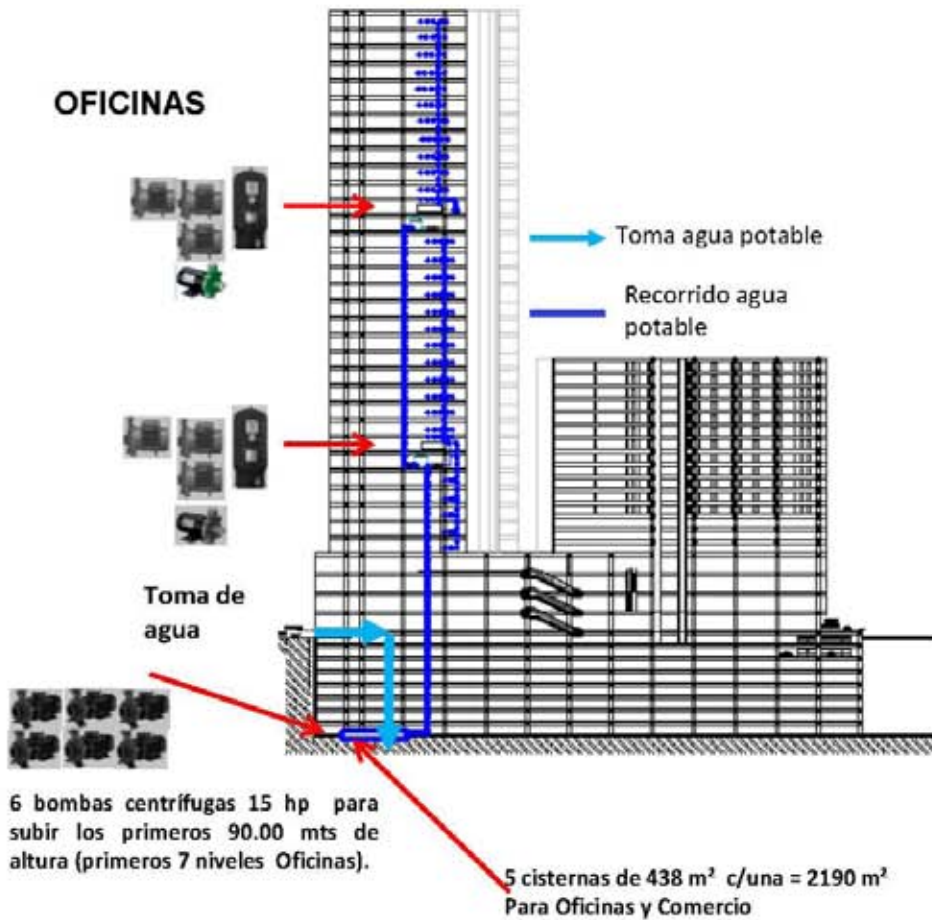 OFICINAS
Toma agua potable
Recorrido agua
potable
Toma de
agua
6 bombas centrífugas 15 hp para
subir los primeros 90.00 mts de
altura (primeros 7 niveles Oficinas).
5 cisternas de 438 m² c/una = 2190 m²
Para Oficinas y Comercio